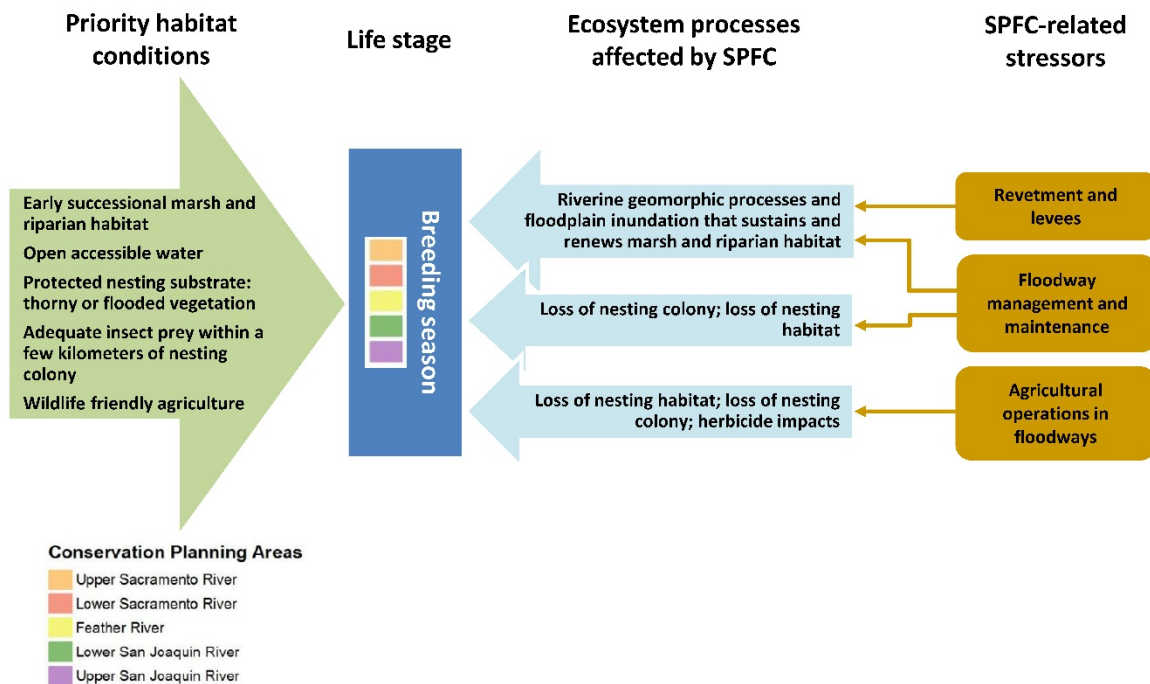 Priority habitat
conditions
Life stage
Ecosystem processes
affected by SPFC
SPFC-related
stressors
Early successional marsh and
riparian habitat
Open accessible water
Protected nesting substrate:
thorny or flooded vegetation
Adequate insect prey within a
few kilometers of nesting
colony
Wildlife friendly agriculture
Breeding season
Riverine geomorphic processes and
floodplain inundation that sustains and
renews marsh and riparian habitat
Loss of nesting colony; loss of nesting
habitat
Loss of nesting habitat; loss of nesting
colony; herbicide impacts
Revetment and
levees
Floodway
management and
maintenance
Agricultural
operations in
floodways
Conservation Planning Areas
Upper Sacramento River
Lower Sacramento River
Feather River
Lower San Joaquin River
Upper San Joaquin River